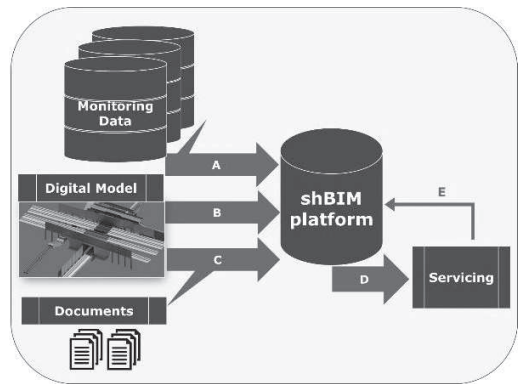 Monitoring
Data
A
Digital Model
shBIM
platform
B
E
C
D
Servicing
Documents